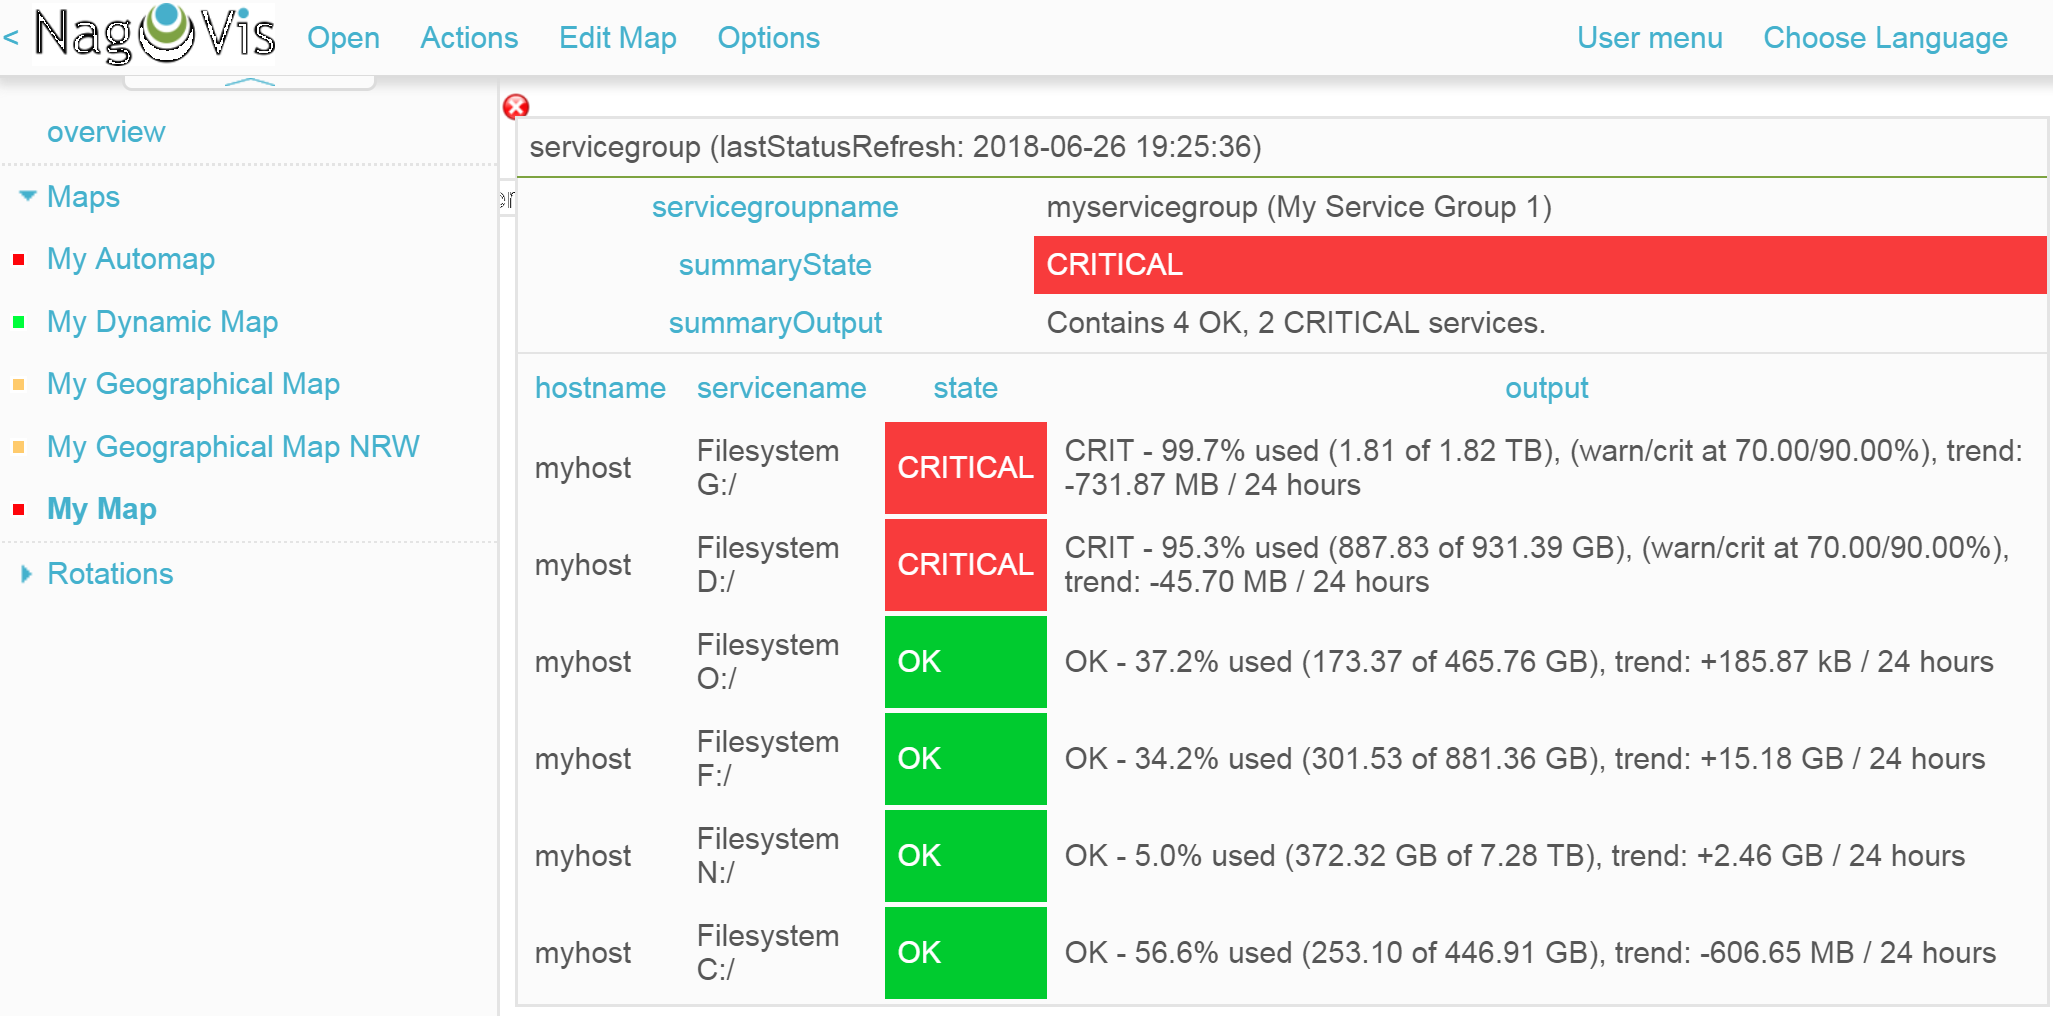 < NagVis Open Actions Edit Map Options User menu Choose Language
overview
Maps
My Automap
My Dynamic Map
My Geographical Map
My Geographical Map NRW
My Map
Rotations
servicegroup (lastStatusRefresh: 2018-06-26 19:25:36)
servicegroupname myservicegroup (My Service Group 1)
summaryState CRITICAL
summaryOutput Contains 4 OK, 2 CRITICAL services.
hostname servicename state output
myhost Filesystem G:/ CRITICAL CRIT - 99.7% used (1.81 of 1.82 TB), (warn/crit at 70.00/90.00%), trend:
-731.87 MB / 24 hours
myhost Filesystem D:/ CRITICAL CRIT - 95.3% used (887.83 of 931.39 GB), (warn/crit at 70.00/90.00%),
trend: -45.70 MB / 24 hours
myhost Filesystem O:/ OK OK - 37.2% used (173.37 of 465.76 GB), trend: +185.87 kB / 24 hours
myhost Filesystem F:/ OK OK - 34.2% used (301.53 of 881.36 GB), trend: +15.18 GB / 24 hours
myhost Filesystem N:/ OK OK - 5.0% used (372.32 GB of 7.28 TB), trend: +2.46 GB / 24 hours
myhost Filesystem C:/ OK OK - 56.6% used (253.10 of 446.91 GB), trend: -606.65 MB / 24 hours